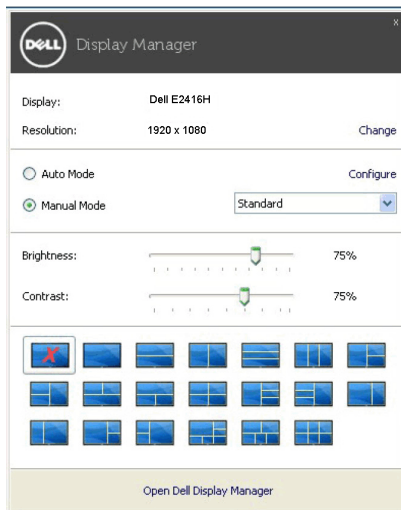 x
DELL Display Manager
Display: Dell E2416H
Resolution: 1920 x 1080 Change
Auto Mode Configure
Manual Mode Standard
Brightness: 75%
Contrast: 75%
Open Dell Display Manager